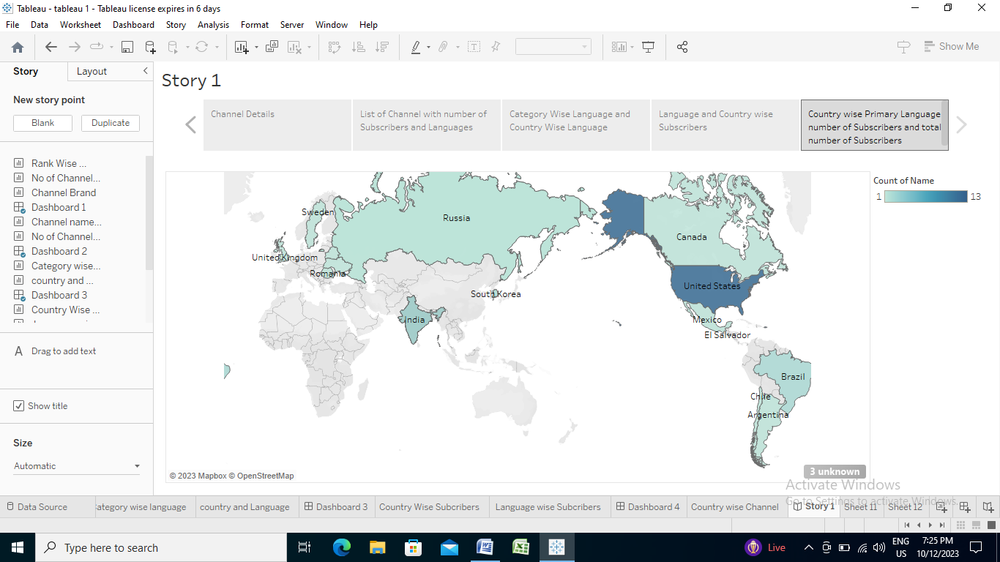 Tableau - tableau 1 - Tableau license expires in 6 days
File Data Worksheet Dashboard Story Analysis Format Server Window Help
Show Me
Story Layout
New story point
Blank Duplicate
Rank Wise ...
No of Channel...
Channel Brand
Dashboard 1
Channel name...
No of Channel...
Dashboard 2
Category wise...
country and ...
Dashboard 3
Country Wise ...
A Drag to add text
Show title
Size
Automatic
Story 1
Channel Details
List of Channel with number of
Subscribers and Languages
Category Wise Language and
Country Wise Language
Language and Country wise
Subscribers
Country wise Primary Language
number of Subscribers and total
number of Subscribers
Count of Name
1 13
Sweden
Russia
Canada
United Kingdom
Romania
United States
South Korea
India
Mexico
El Salvador
Brazil
Chile
Argentina
© 2023 Mapbox © OpenStreetMap
3 unknown
Activate Windows
Go to Settings to activate Windows.
Data Source ategory wise language country and Language Dashboard 3 Country Wise Subcribers Language wise Subcribers Dashboard 4 Country wise Channel Story 1 Sheet 11 Sheet 12
Type here to search
Live
ENG
US
7:25 PM
10/12/2023